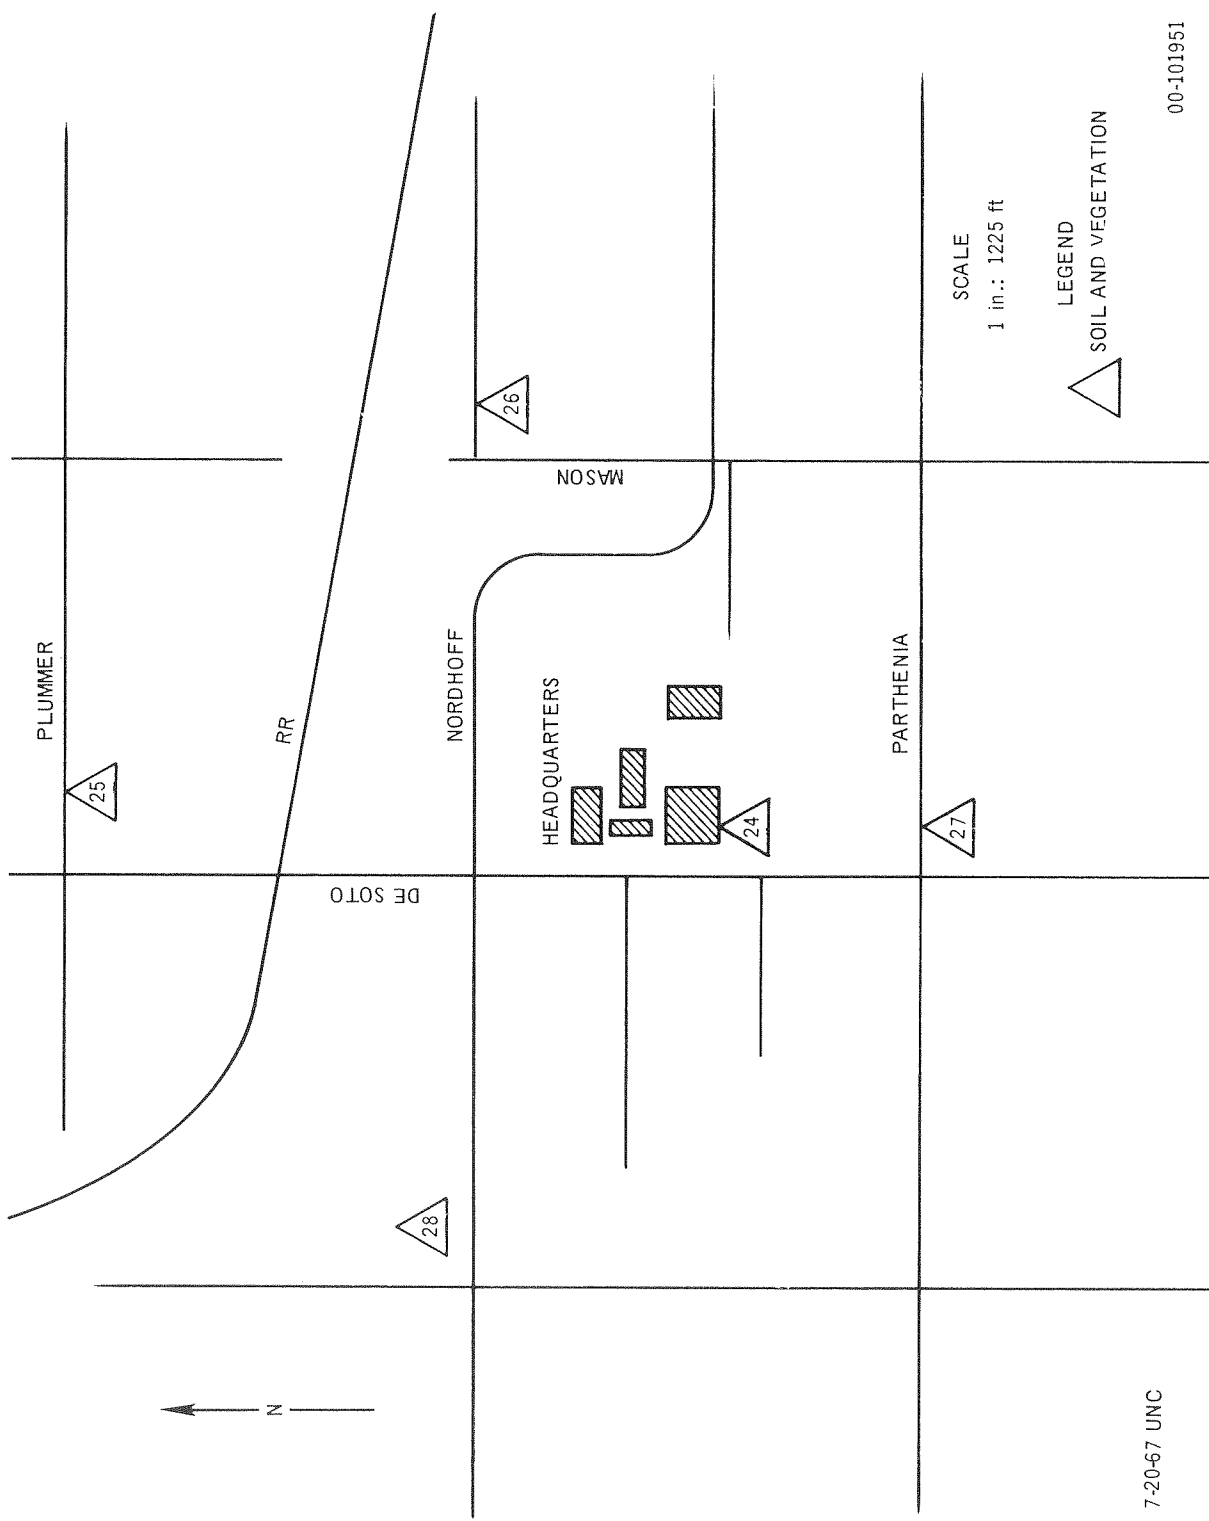 PLUMMER
25
RR
DE SOTO
28
N
NORDHOFF
26
MASON
HEADQUARTERS
24
PARTHENIA
27
SCALE
1 in.: 1225 ft
LEGEND
SOIL AND VEGETATION
7-20-67 UNC
00-101951